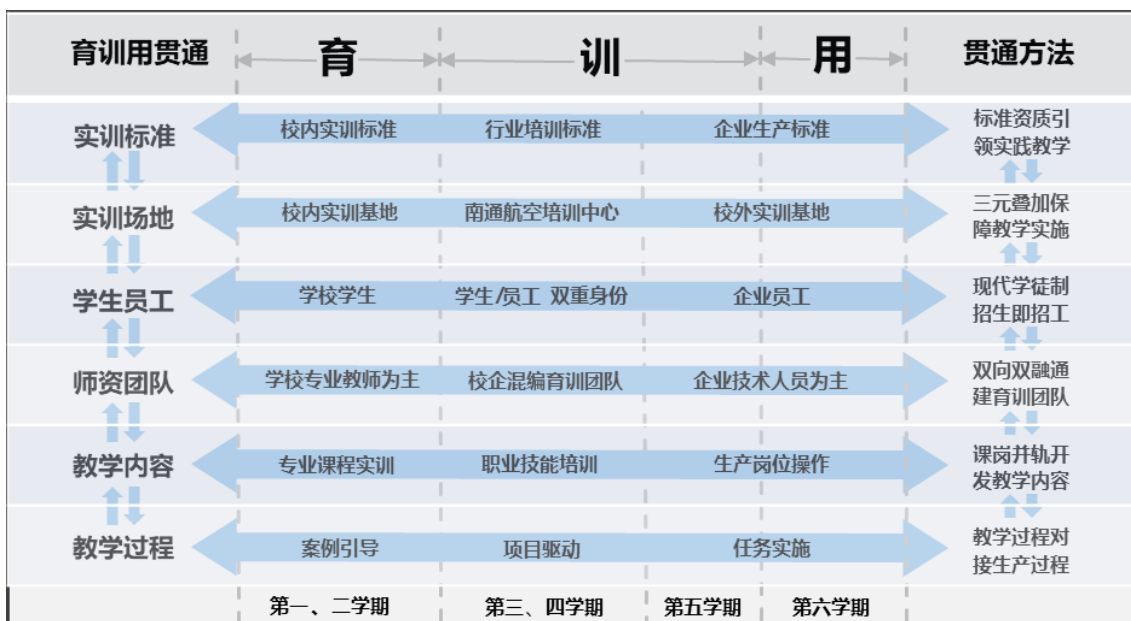 育训用贯通 育 训 用 贯通方法
实训标准 校内实训标准 行业培训标准 企业生产标准 标准资质引
领实践教学
实训场地 校内实训基地 南通航空培训中心 校外实训基地 三元叠加保
障教学实施
学生员工 学校学生 学生/员工 双重身份 企业员工 现代学徒制
招生即招工
师资团队 学校专业教师为主 校企混编育训团队 企业技术人员为主 双向双融通
建育训团队
教学内容 专业课程实训 职业技能培训 生产岗位操作 课岗并轨开
发教学内容
教学过程 案例引导 项目驱动 任务实施 教学过程对
接生产过程
第一、二学期 第三、四学期 第五学期 第六学期